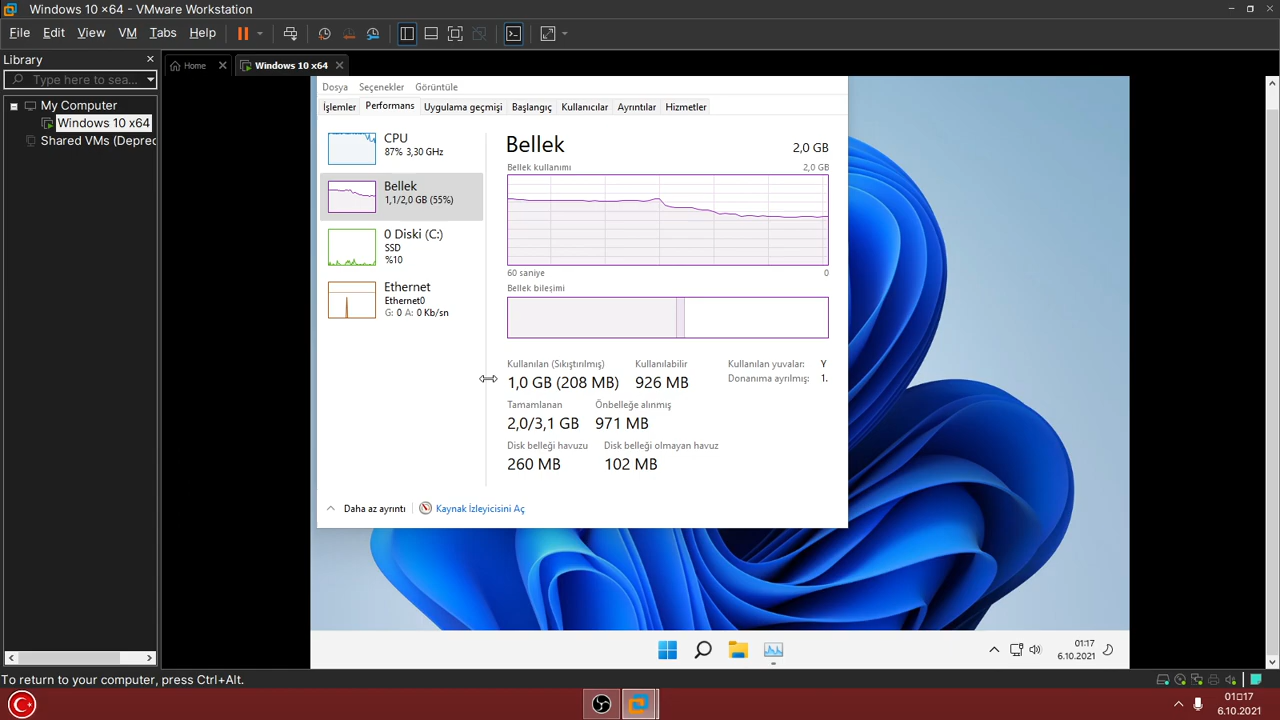 Windows 10 ×64 - VMware Workstation
File Edit View VM Tabs Help
Library
Type here to sea...
My Computer
Windows 10 x64
Shared VMs (Deprec
Home
Windows 10 x64
Dosya Seçenekler Görüntüle
İşlemler Performans Uygulama geçmişi Başlangıç Kullanıcılar Ayrıntılar Hizmetler
CPU
87% 3,30 GHz
Bellek
1,1/2,0 GB (55%)
0 Diski (C:)
SSD
%10
Ethernet
Ethernet0
G: 0 A: 0 Kb/sn
Bellek 2,0 GB
Bellek kullanımı 2,0 GB
60 saniye 0
Bellek bileşimi
Kullanılan (Sıkıştırılmış) Kullanılabilir
1,0 GB (208 MB) 926 MB
Tamamlanan Önbelleğe alınmış
2,0/3,1 GB 971 MB
Disk belleği havuzu Disk belleği olmayan havuz
260 MB 102 MB
Kullanılan yuvalar: Y
Donanıma ayrılmış: 1.
Daha az ayrıntı Kaynak İzleyicisini Aç
01:17
6.10.2021
To return to your computer, press Ctrl+Alt.
01□17
6.10.2021